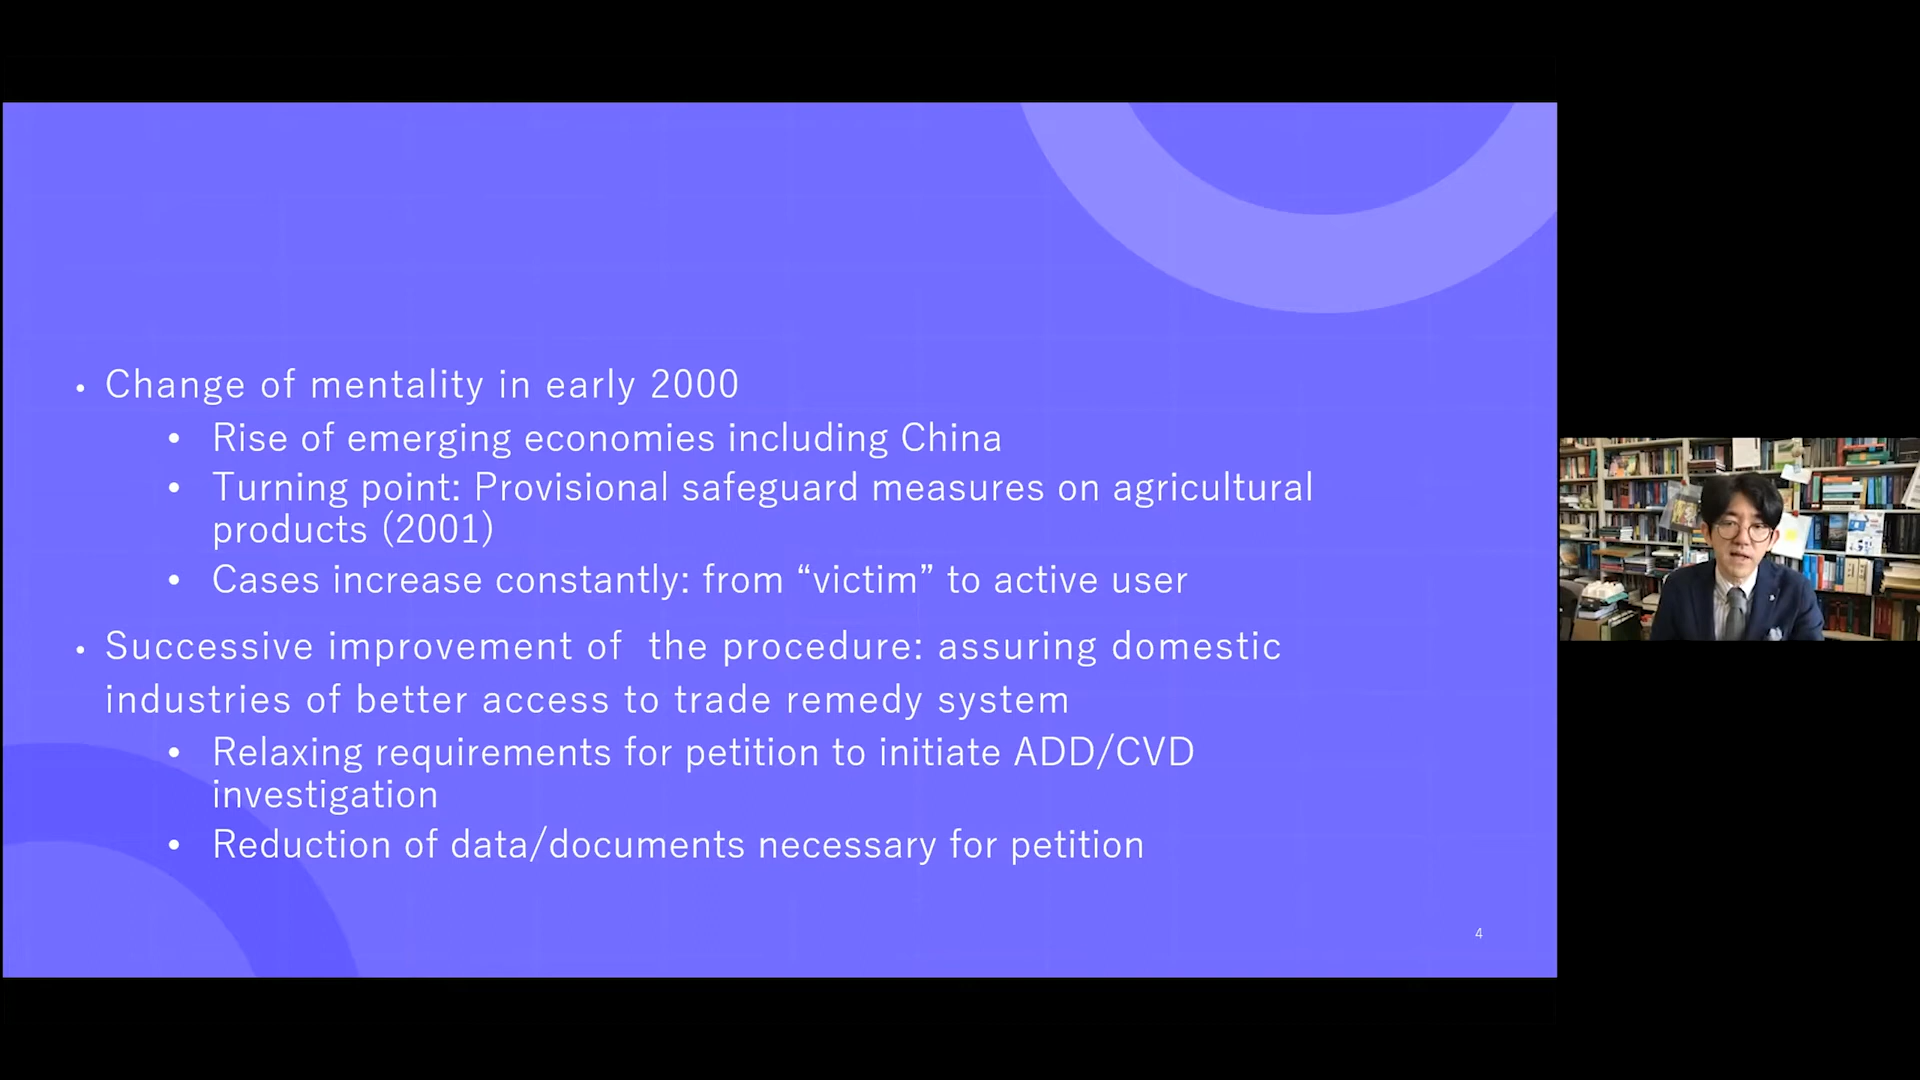 • Change of mentality in early 2000
• Rise of emerging economies including China
• Turning point: Provisional safeguard measures on agricultural
products (2001)
• Cases increase constantly: from “victim” to active user
• Successive improvement of  the procedure: assuring domestic
industries of better access to trade remedy system
• Relaxing requirements for petition to initiate ADD/CVD
investigation
• Reduction of data/documents necessary for petition
4